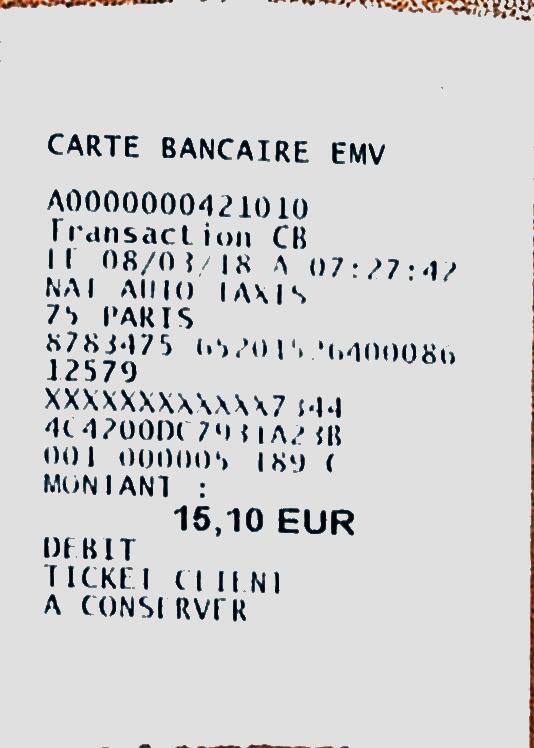 CARTE BANCAIRE EMV
A0000000421010
Transaction CB
LE 08/03/18 A 07:27:42
NAT AUTO TAXIS
75 PARIS
8783475
12579
XXXXXXXXXXXX7344
4C4200DC7931A23B
001 000005 189 C
MONTANT :
15,10 EUR
DEBIT
TICKET CLIENT
A CONSERVER